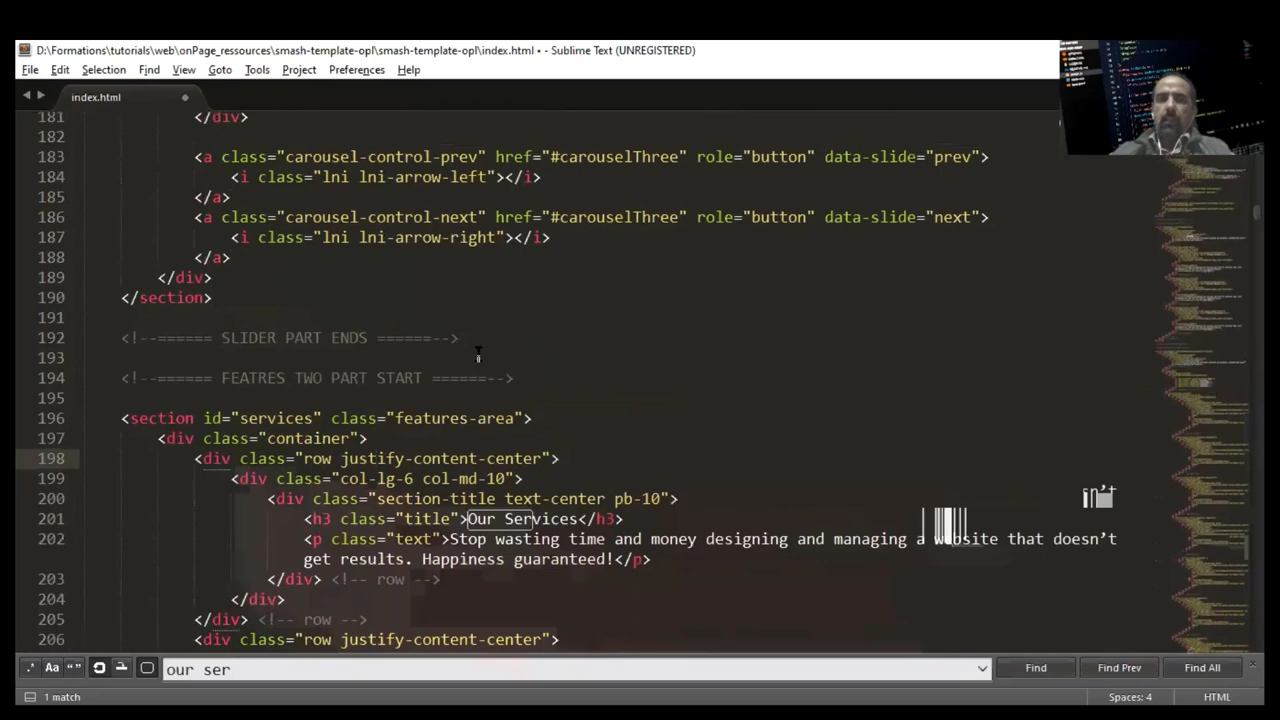 D:\Formations\tutorials\web\onPage_ressources\smash-template-opl\smash-template-opl\index.html • - Sublime Text (UNREGISTERED)
File Edit Selection Find View Goto Tools Project Preferences Help
index.html
181 </div>
182
183 <a class="carousel-control-prev" href="#carouselThree" role="button" data-slide="prev">
184 <i class="lni lni-arrow-left"></i>
185 </a>
186 <a class="carousel-control-next" href="#carouselThree" role="button" data-slide="next">
187 <i class="lni lni-arrow-right"></i>
188 </a>
189 </div>
190 </section>
191
192 <!--====== SLIDER PART ENDS ======-->
193
194 <!--====== FEATRES TWO PART START ======-->
195
196 <section id="services" class="features-area">
197 <div class="container">
198 <div class="row justify-content-center">
199 <div class="col-lg-6 col-md-10">
200 <div class="section-title text-center pb-10">
201 <h3 class="title">Our Services</h3>
202 <p class="text">Stop wasting time and money designing and managing a website that doesn't
get results. Happiness guaranteed!</p>
203 </div> <!-- row -->
204 </div>
205 </div> <!-- row -->
206 <div class="row justify-content-center">
.* Aa “”
our ser
Find Find Prev Find All
1 match
Spaces: 4 HTML